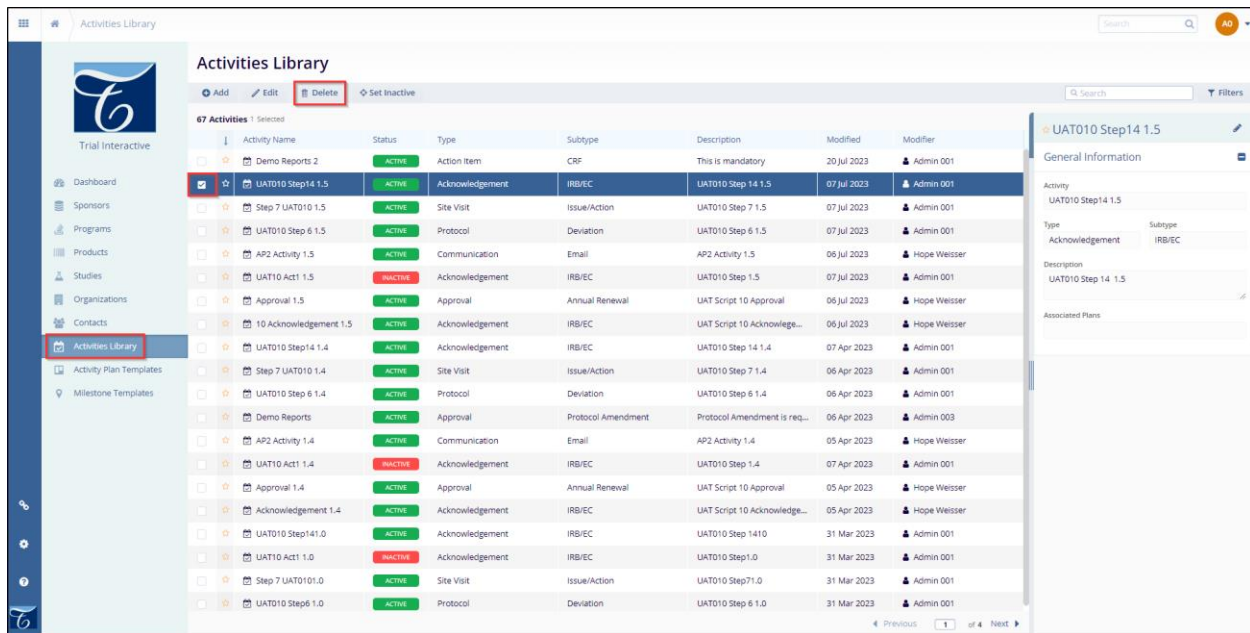 Activities Library
Search
AO
Trial Interactive
Dashboard
Sponsors
Programs
Products
Studies
Organizations
Contacts
Activities Library
Activity Plan Templates
Milestone Templates
Activities Library
Add Edit Delete Set Inactive
Search Filters
67 Activities 1 Selected
Activity Name Status Type Subtype Description Modified Modifier
Demo Reports 2 ACTIVE Action Item CRF This is mandatory 20 Jul 2023 Admin 001
UAT010 Step14 1.5 ACTIVE Acknowledgement IRB/EC UAT010 Step 14 1.5 07 Jul 2023 Admin 001
Step 7 UAT010 1.5 ACTIVE Site Visit Issue/Action UAT010 Step 7 1.5 07 Jul 2023 Admin 001
UAT010 Step 6 1.5 ACTIVE Protocol Deviation UAT010 Step 6 1.5 07 Jul 2023 Admin 001
AP2 Activity 1.5 ACTIVE Communication Email AP2 Activity 1.5 06 Jul 2023 Hope Weisser
UAT10 Act1 1.5 INACTIVE Acknowledgement IRB/EC UAT010 Step 1.5 07 Jul 2023 Admin 001
Approval 1.5 ACTIVE Approval Annual Renewal UAT Script 10 Approval 06 Jul 2023 Hope Weisser
10 Acknowledgement 1.5 ACTIVE Acknowledgement IRB/EC UAT Script 10 Acknowlege... 06 Jul 2023 Hope Weisser
UAT010 Step14 1.4 ACTIVE Acknowledgement IRB/EC UAT010 Step 14 1.4 07 Apr 2023 Admin 001
Step 7 UAT010 1.4 ACTIVE Site Visit Issue/Action UAT010 Step 7 1.4 06 Apr 2023 Admin 001
UAT010 Step 6 1.4 ACTIVE Protocol Deviation UAT010 Step 6 1.4 06 Apr 2023 Admin 001
Demo Reports ACTIVE Approval Protocol Amendment Protocol Amendment is req... 06 Apr 2023 Admin 003
AP2 Activity 1.4 ACTIVE Communication Email AP2 Activity 1.4 05 Apr 2023 Hope Weisser
UAT10 Act1 1.4 INACTIVE Acknowledgement IRB/EC UAT010 Step 1.4 07 Apr 2023 Admin 001
Approval 1.4 ACTIVE Approval Annual Renewal UAT Script 10 Approval 05 Apr 2023 Hope Weisser
Acknowledgement 1.4 ACTIVE Acknowledgement IRB/EC UAT Script 10 Acknowledge... 05 Apr 2023 Hope Weisser
UAT010 Step141.0 ACTIVE Acknowledgement IRB/EC UAT010 Step 1410 31 Mar 2023 Admin 001
UAT10 Act1 1.0 INACTIVE Acknowledgement IRB/EC UAT010 Step1.0 31 Mar 2023 Admin 001
Step 7 UAT0101.0 ACTIVE Site Visit Issue/Action UAT010 Step71.0 31 Mar 2023 Admin 001
UAT010 Step6 1.0 ACTIVE Protocol Deviation UAT010 Step 6 1.0 31 Mar 2023 Admin 001
Previous 1 of 4 Next
UAT010 Step14 1.5
General Information
Activity
UAT010 Step14 1.5
Type Subtype
Acknowledgement IRB/EC
Description
UAT010 Step 14 1.5
Associated Plans